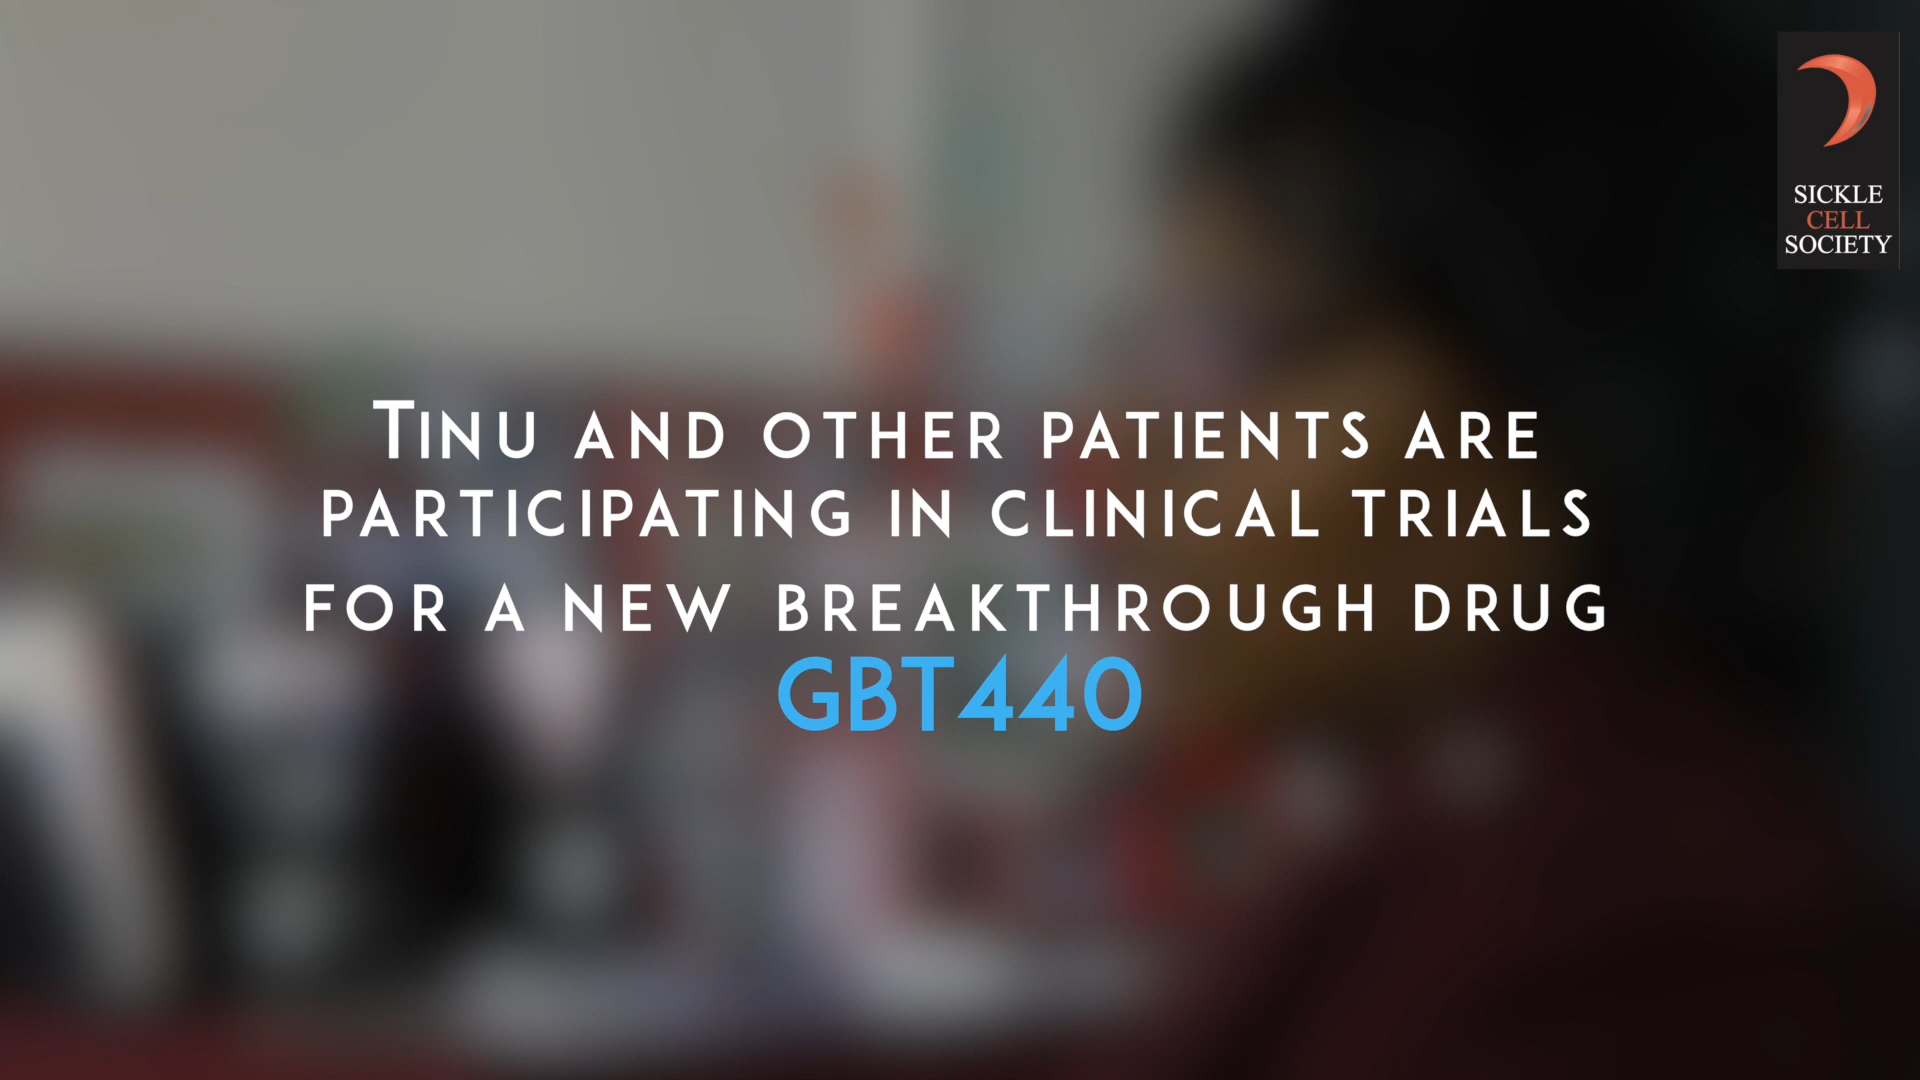 SICKLE
CELL
SOCIETY
TINU AND OTHER PATIENTS ARE
PARTICIPATING IN CLINICAL TRIALS
FOR A NEW BREAKTHROUGH DRUG
GBT440